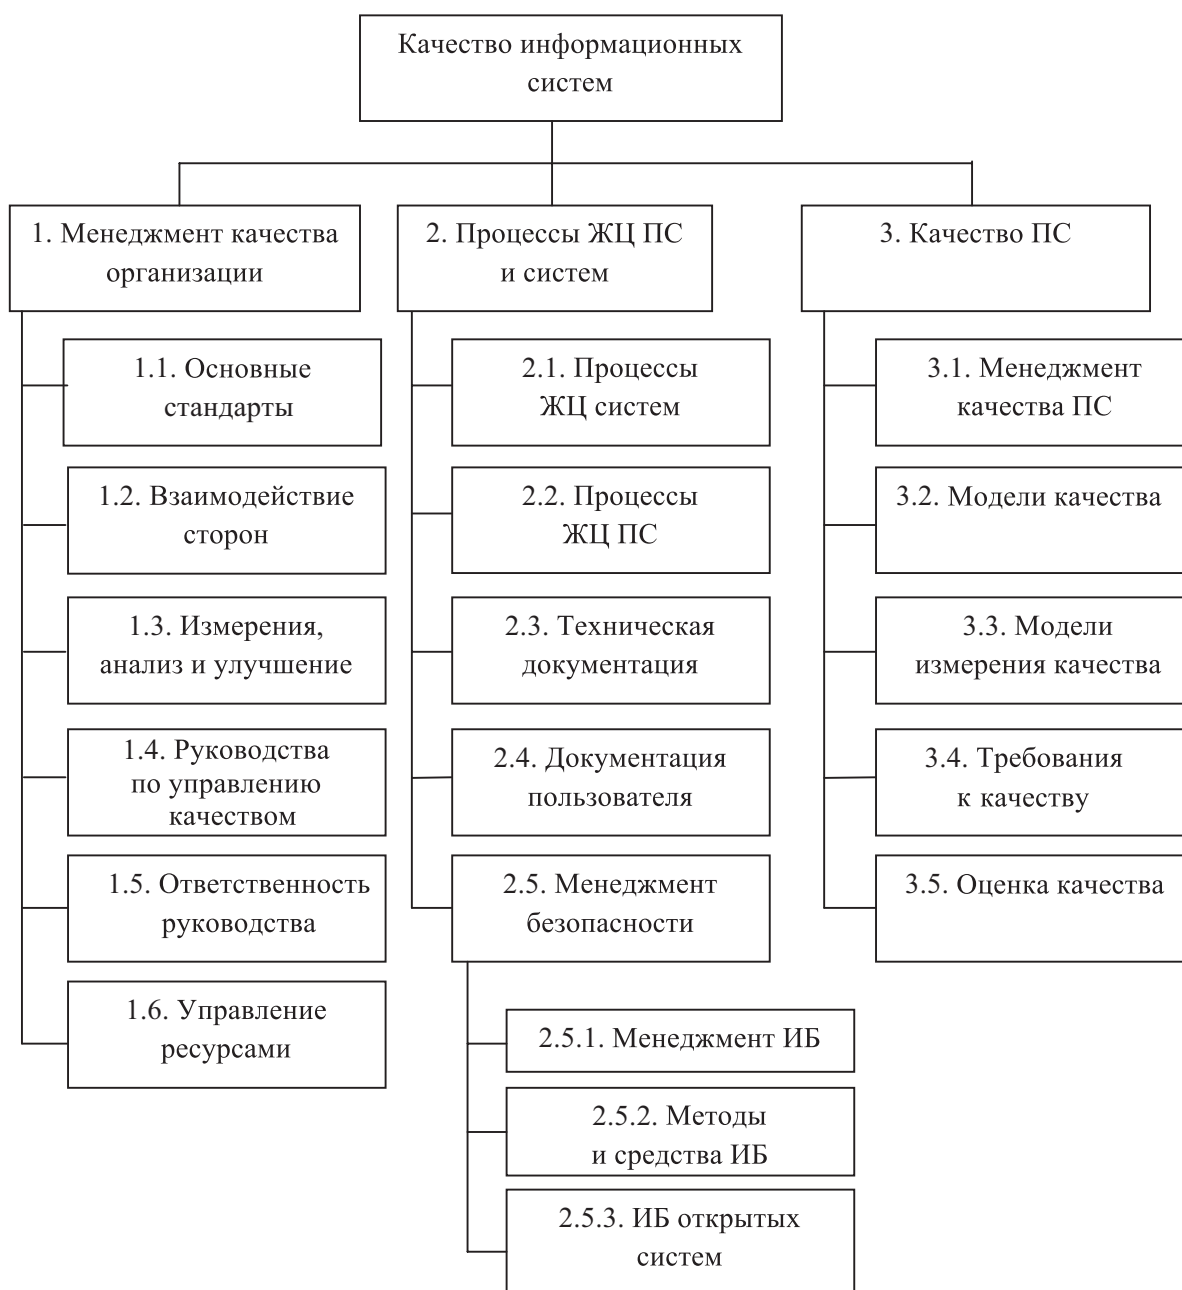 Качество информационных
систем
1. Менеджмент качества
организации
1.1. Основные
стандарты
1.2. Взаимодействие
сторон
1.3. Измерения,
анализ и улучшение
1.4. Руководства
по управлению
качеством
1.5. Ответственность
руководства
1.6. Управление
ресурсами
2. Процессы ЖЦ ПС
и систем
2.1. Процессы
ЖЦ систем
2.2. Процессы
ЖЦ ПС
2.3. Техническая
документация
2.4. Документация
пользователя
2.5. Менеджмент
безопасности
2.5.1. Менеджмент ИБ
2.5.2. Методы
и средства ИБ
2.5.3. ИБ открытых
систем
3. Качество ПС
3.1. Менеджмент
качества ПС
3.2. Модели качества
3.3. Модели
измерения качества
3.4. Требования
к качеству
3.5. Оценка качества